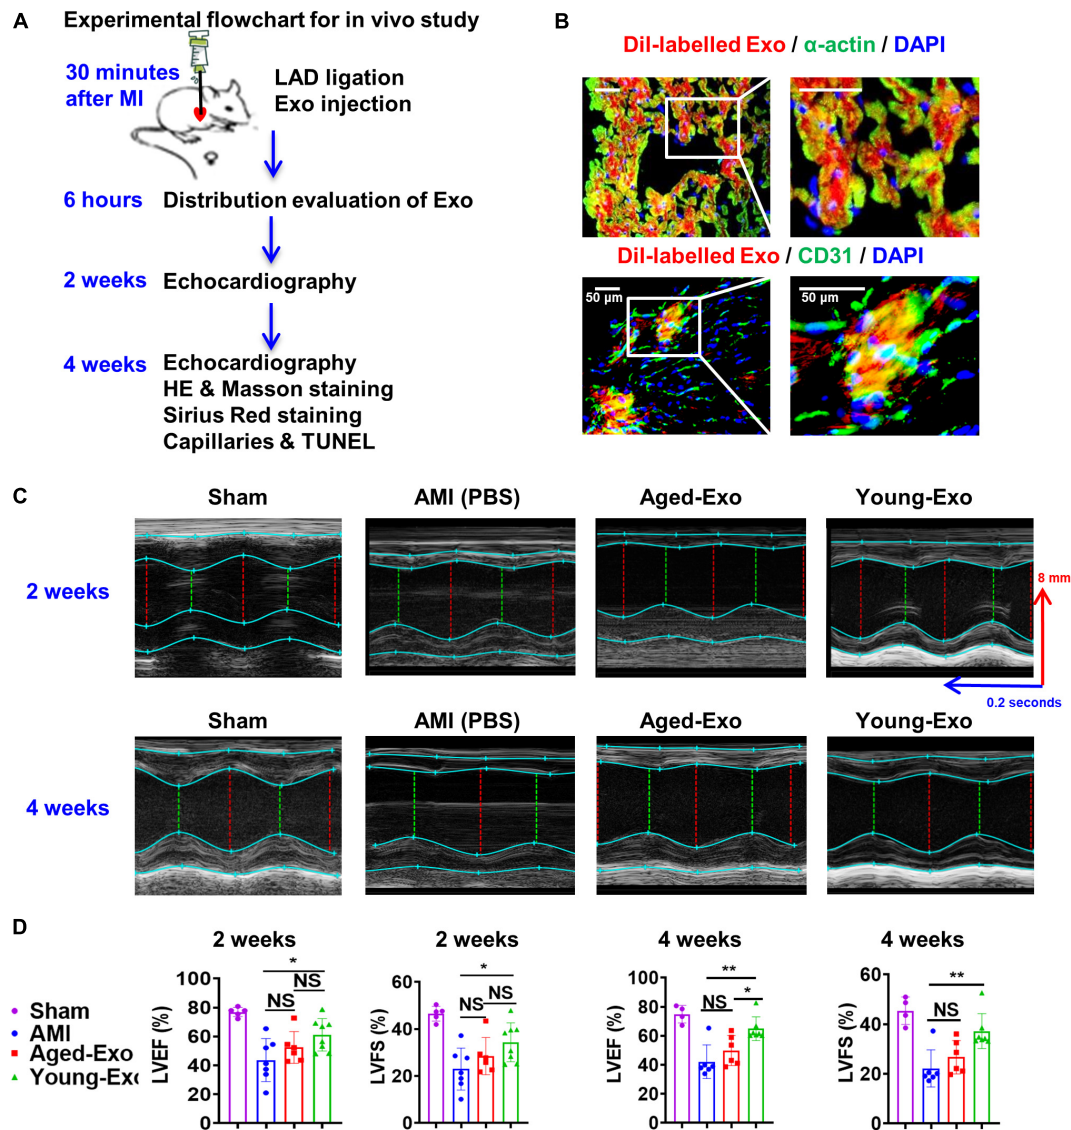 A
Experimental flowchart for in vivo study
30 minutes
after MI
LAD ligation
Exo injection
6 hours
Distribution evaluation of Exo
2 weeks
Echocardiography
4 weeks
Echocardiography
HE & Masson staining
Sirius Red staining
Capillaries & TUNEL
B
Dil-labelled Exo / α-actin / DAPI
Dil-labelled Exo / CD31 / DAPI
50 µm
50 µm
C
Sham
AMI (PBS)
Aged-Exo
Young-Exo
2 weeks
8 mm
0.2 seconds
Sham
AMI (PBS)
Aged-Exo
Young-Exo
4 weeks
D
Sham
AMI
Aged-Exo
Young-Exo
2 weeks
LVEF (%)
100
80
60
40
20
0
*
NS
NS
2 weeks
LVFS (%)
60
40
20
0
*
NS
NS
4 weeks
LVEF (%)
100
80
60
40
20
0
**
NS
*
4 weeks
LVFS (%)
60
40
20
0
**
NS